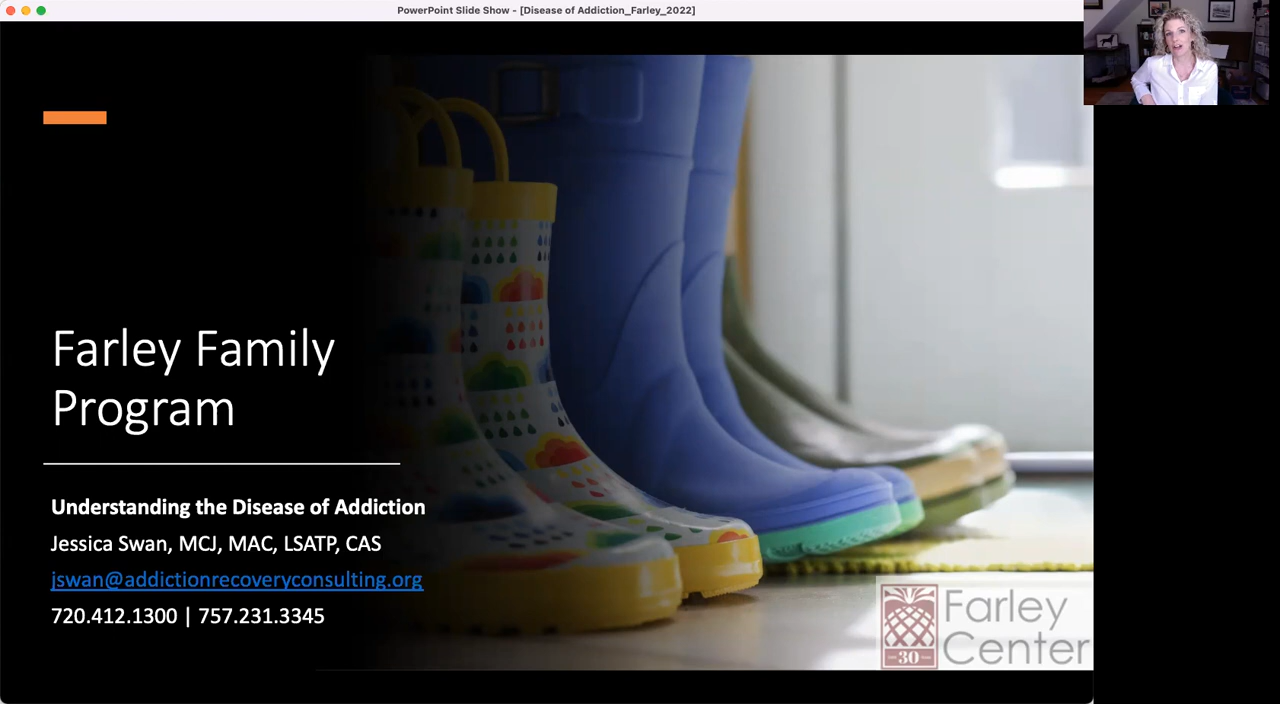 PowerPoint Slide Show - [Disease of Addiction_Farley_2022]
Farley Family
Program
Understanding the Disease of Addiction
Jessica Swan, MCJ, MAC, LSATP, CAS
jswan@addictionrecoveryconsulting.org
720.412.1300 | 757.231.3345
Farley
Center
30